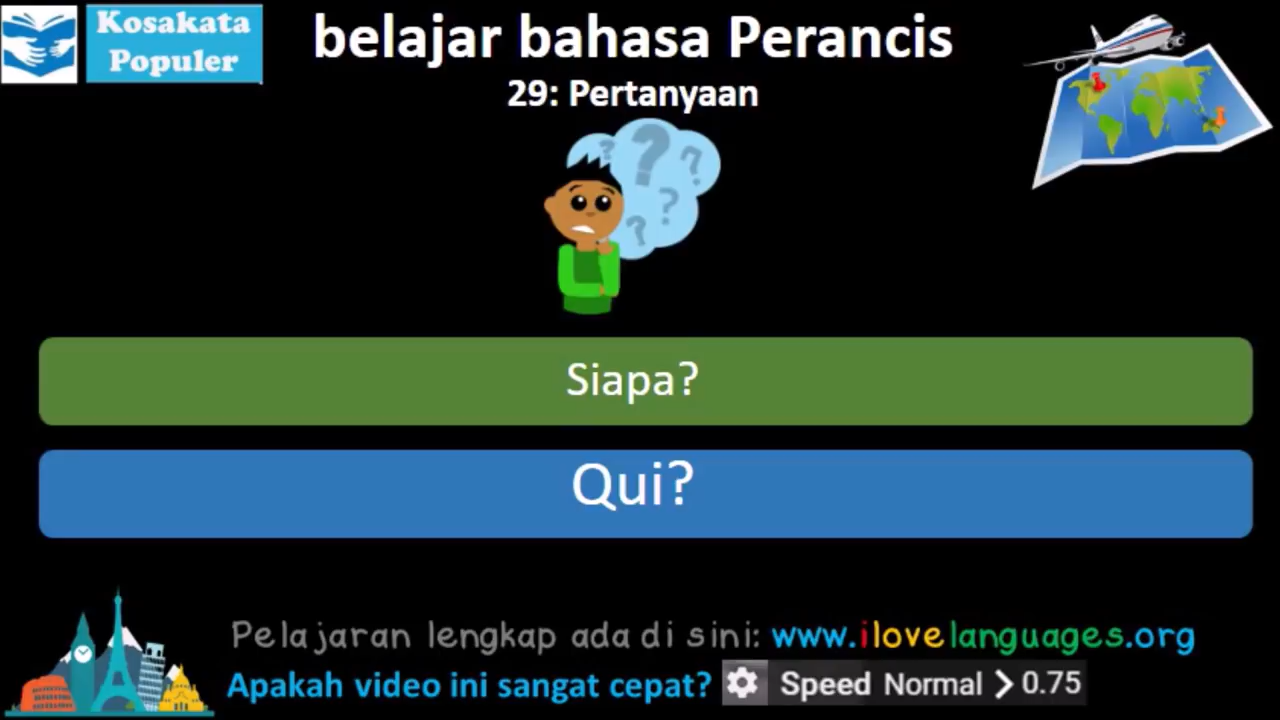 Kosakata
Populer
belajar bahasa Perancis
29: Pertanyaan
? ? ? ? ?
Siapa?
Qui?
Pelajaran lengkap ada di sini: www.ilovelanguages.org
Apakah video ini sangat cepat? Speed Normal > 0.75